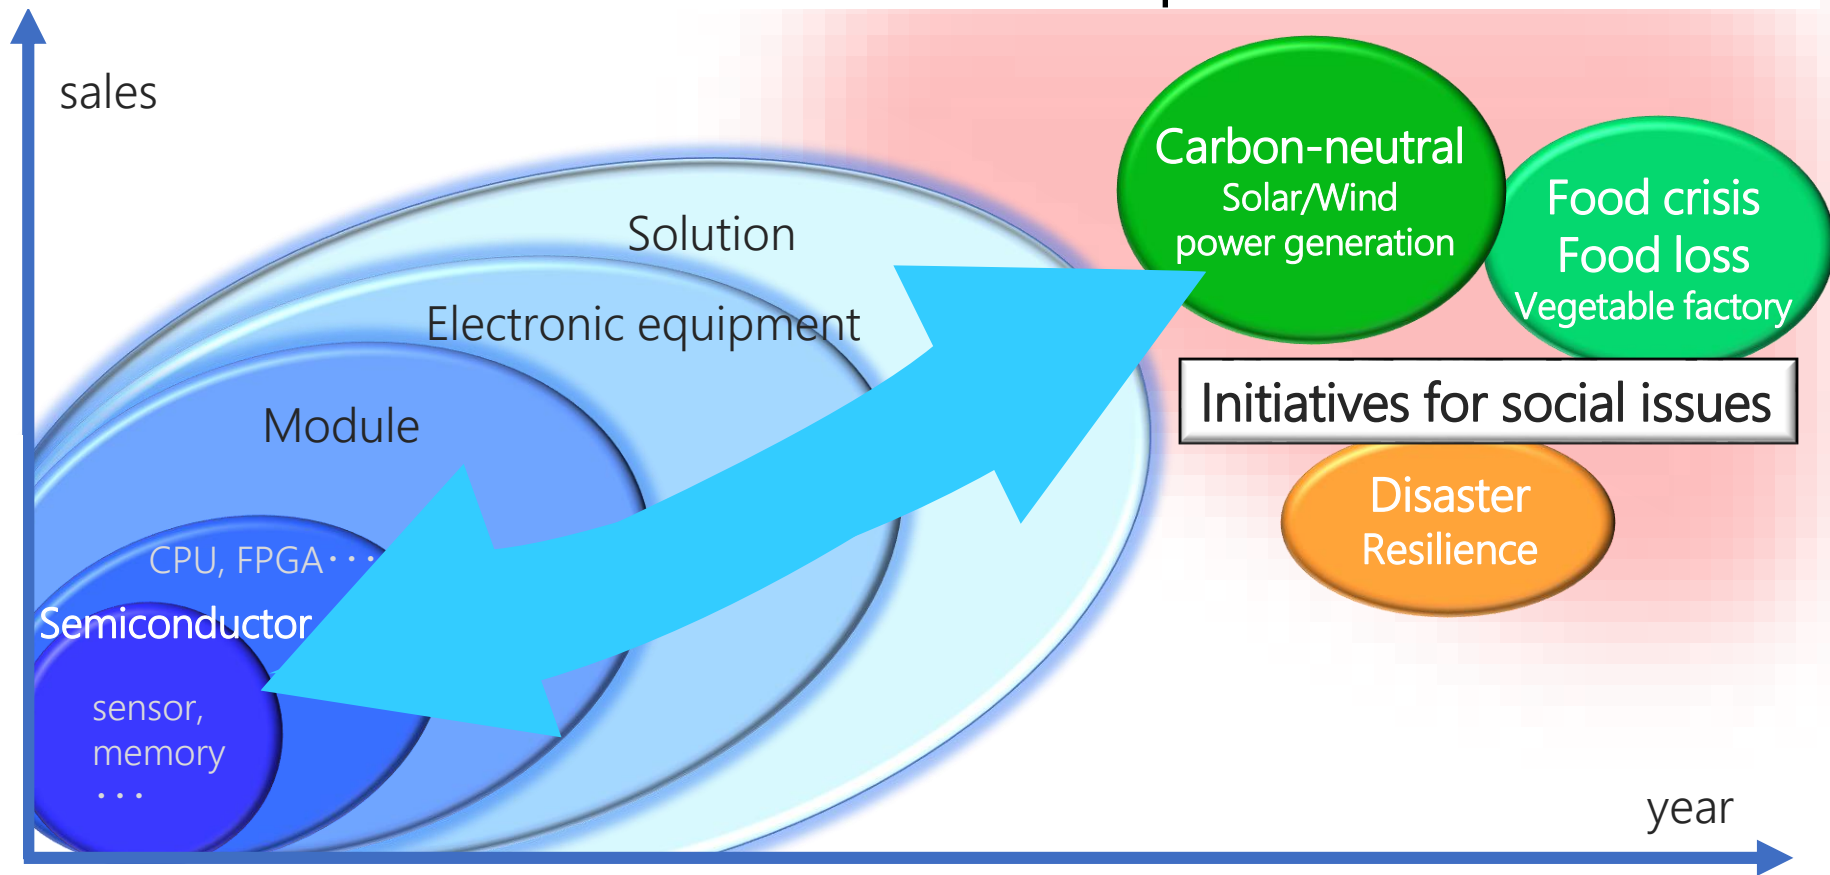 sales
Solution
Electronic equipment
Module
CPU, FPGA・・・
Semiconductor
sensor,
memory
・・・
Carbon-neutral
Solar/Wind
power generation
Food crisis
Food loss
Vegetable factory
Initiatives for social issues
Disaster
Resilience
year